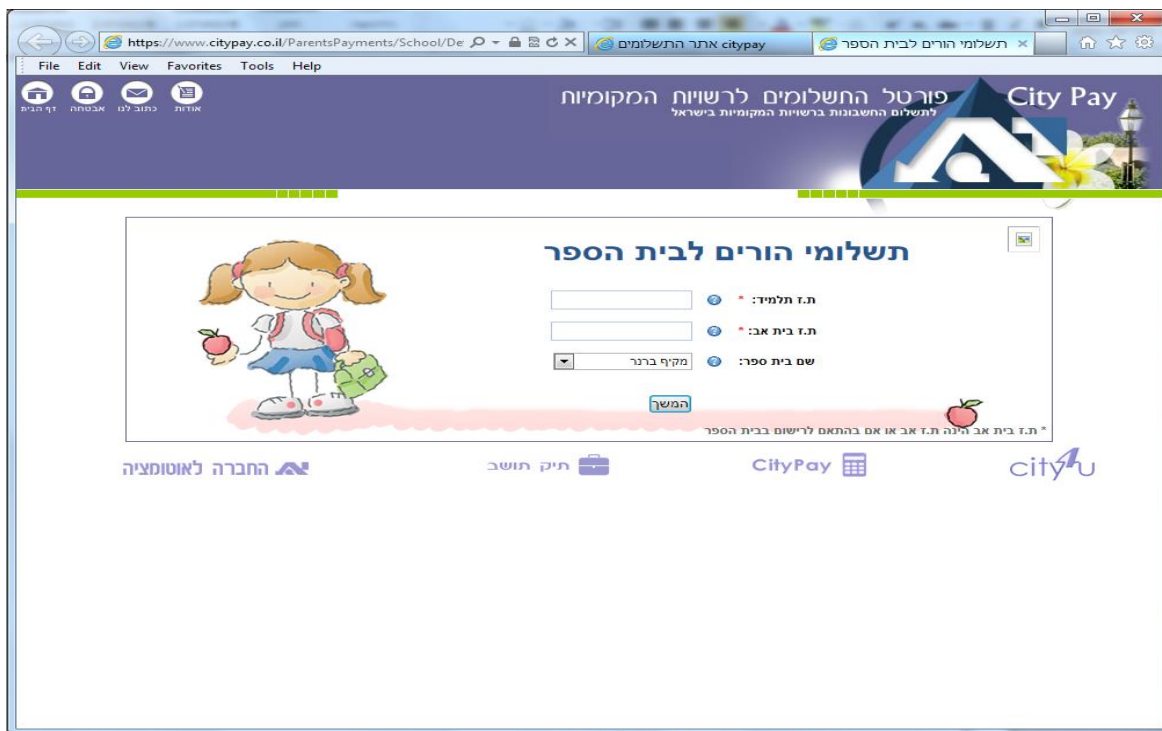 https://www.citypay.co.il/ParentsPayments/School/De
citypay אתר התשלומים
תשלומי הורים לבית הספר
File Edit View Favorites Tools Help
City Pay
פורטל התשלומים לרשויות המקומיות
לתשלום החשבונות ברשויות המקומיות בישראל
אודות
כתוב לנו
אבטחה
דף הבית
תשלומי הורים לבית הספר
ת.ז תלמיד: *
ת.ז בית אב: *
שם בית ספר:
מקיף ברנר
המשך
* ת.ז בית אב הינה ת.ז אב או אם בהתאם לרישום בבית הספר
city4u
CityPay
תיק תושב
החברה לאוטומציה